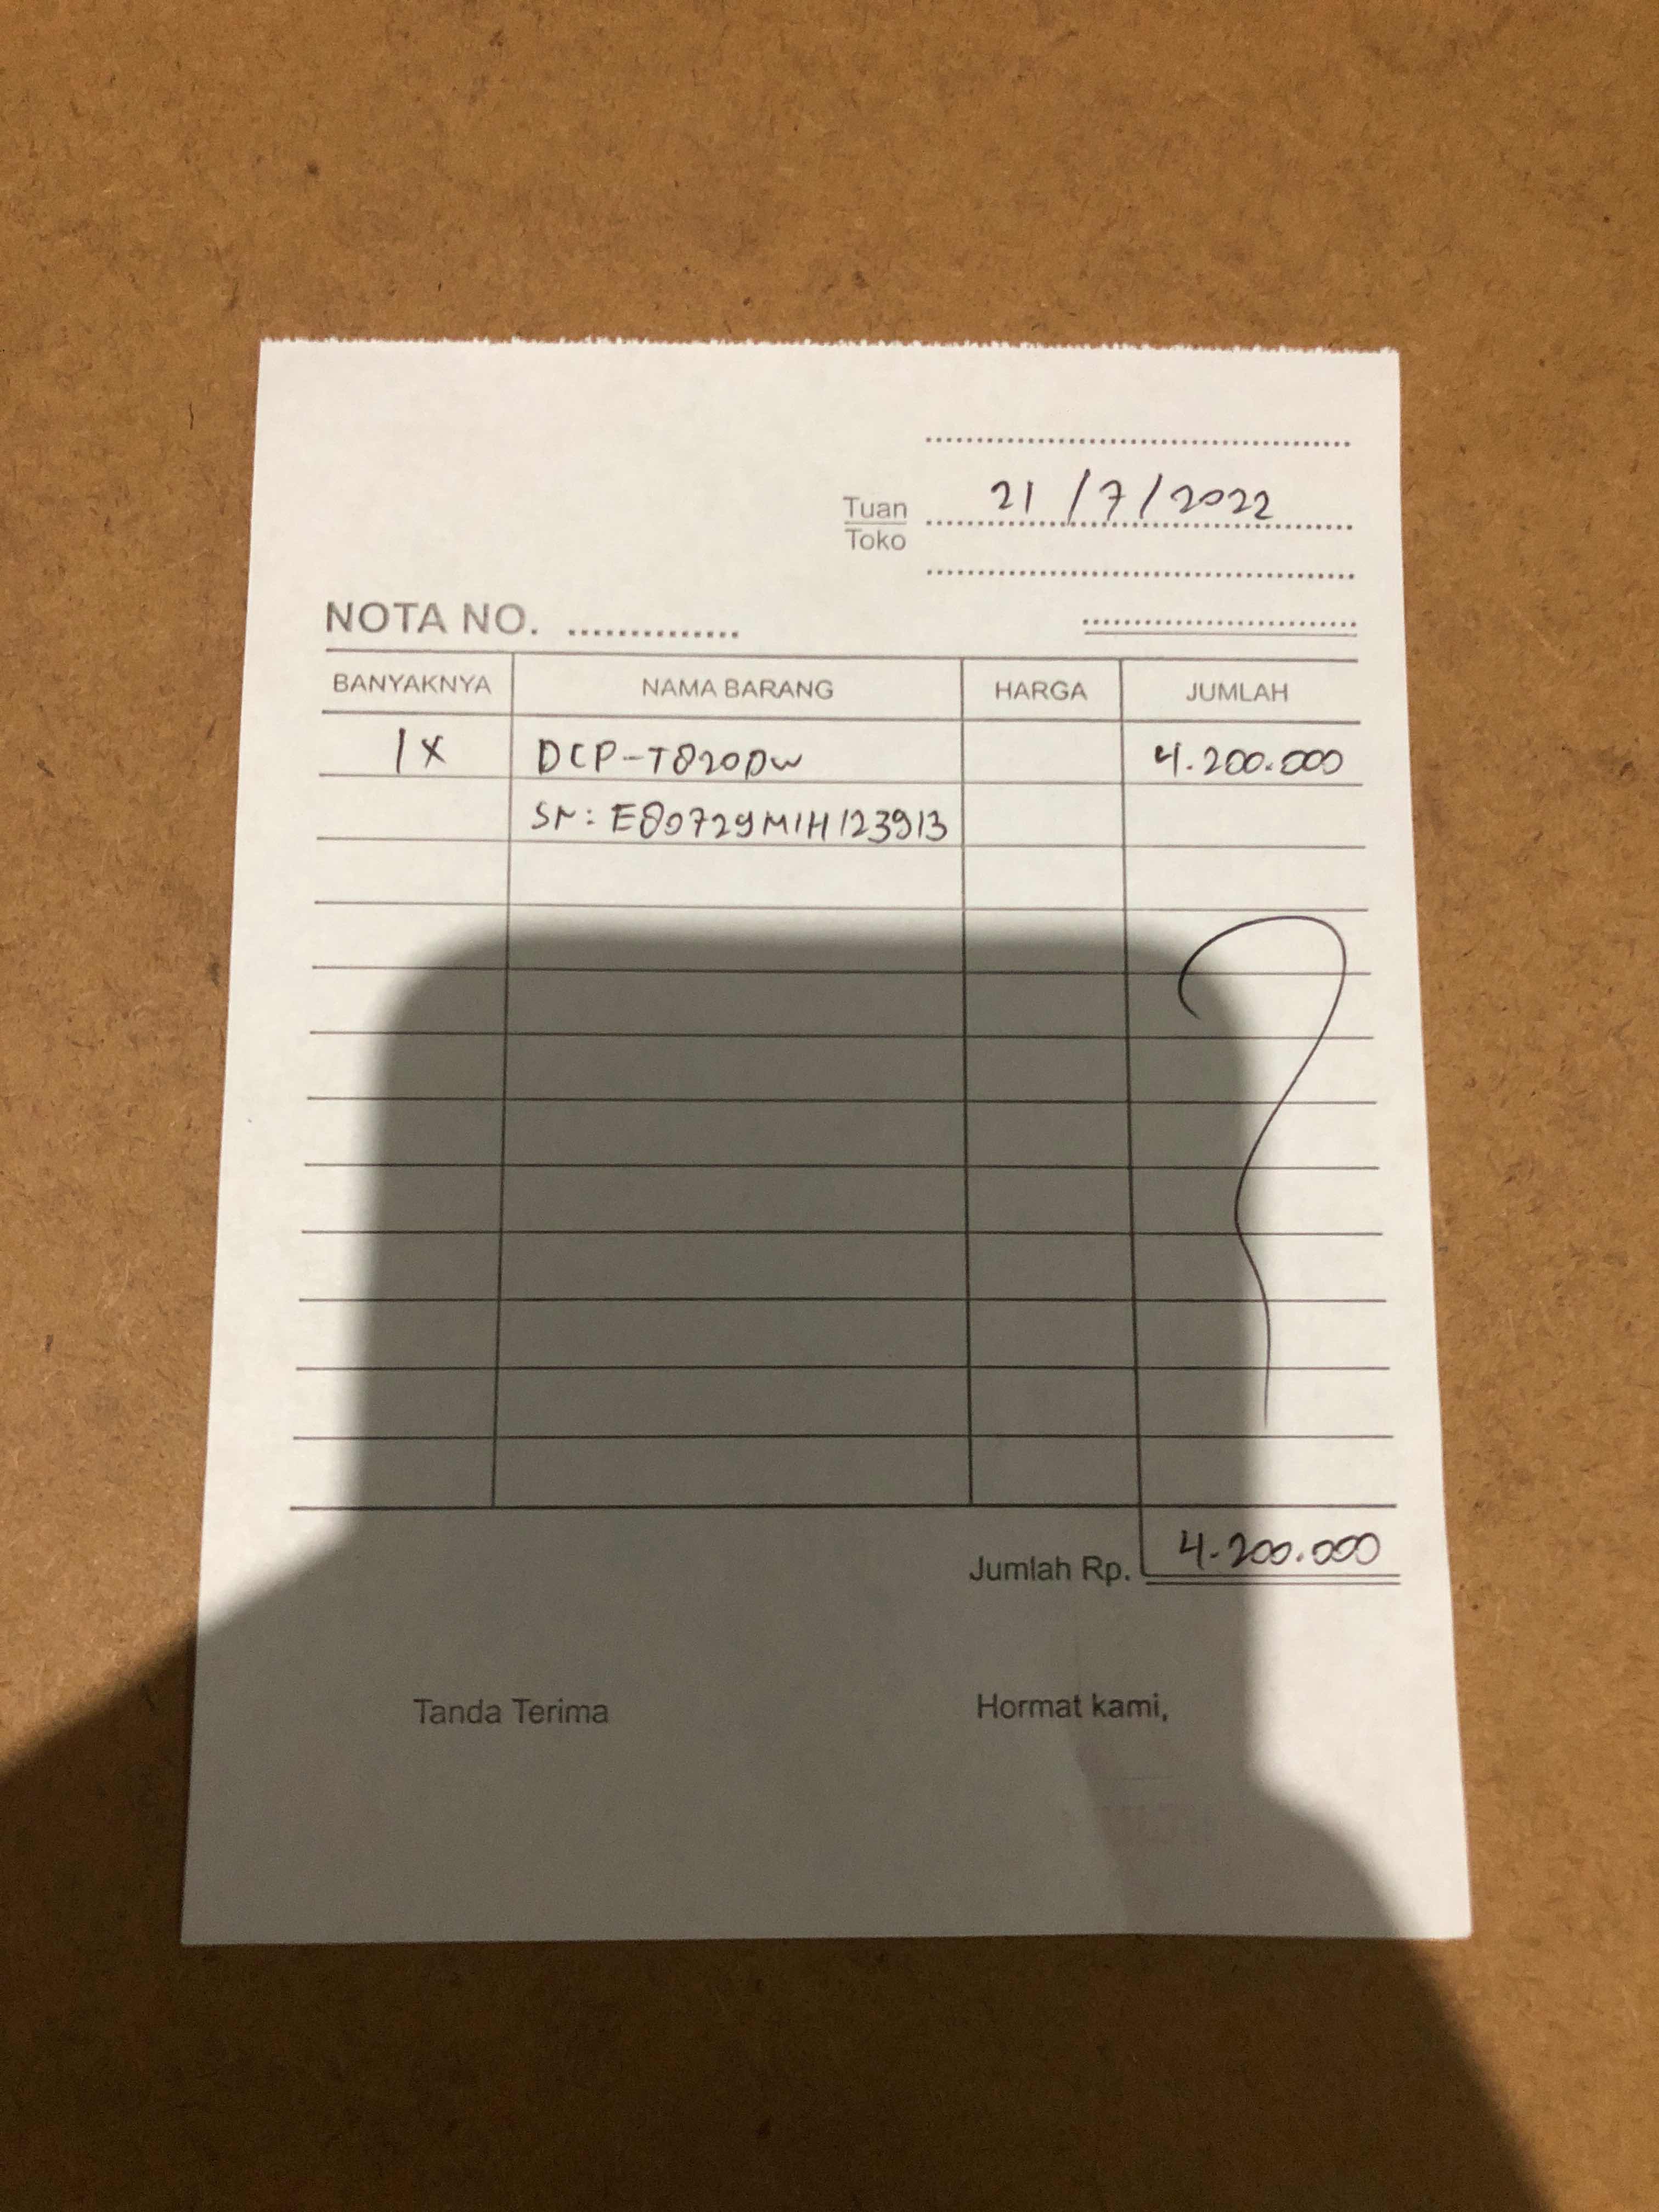 21/7/2022
Tuan
Toko
NOTA NO.
BANYAKNYA NAMA BARANG HARGA JUMLAH
1x DCP-T820DW 4.200.000
SN: E80729M1H123913
Jumlah Rp. 4.200.000
Tanda Terima Hormat kami,